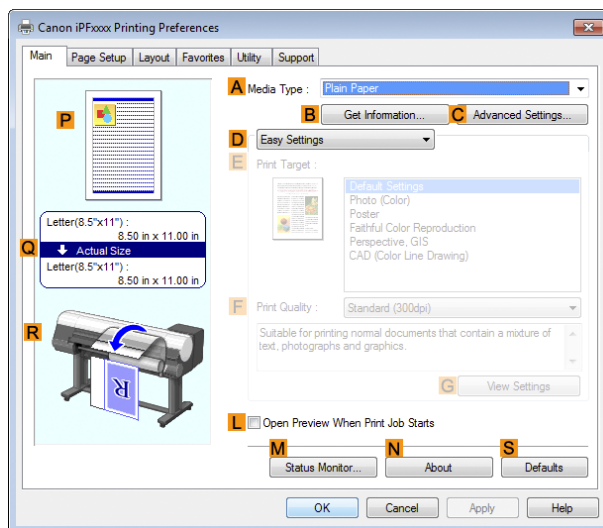 Canon iPFxxxx Printing Preferences
Main Page Setup Layout Favorites Utility Support
P
A Media Type : Plain Paper
B Get Information... C Advanced Settings...
D Easy Settings
E Print Target :
Default Settings
Photo (Color)
Poster
Faithful Color Reproduction
Perspective, GIS
CAD (Color Line Drawing)
Letter(8.5"x11") :
8.50 in x 11.00 in
Q Actual Size
Letter(8.5"x11") :
8.50 in x 11.00 in
F Print Quality : Standard (300dpi)
Suitable for printing normal documents that contain a mixture of
text, photographs and graphics.
G View Settings
R
R
L Open Preview When Print Job Starts
M N S
Status Monitor... About Defaults
OK Cancel Apply Help